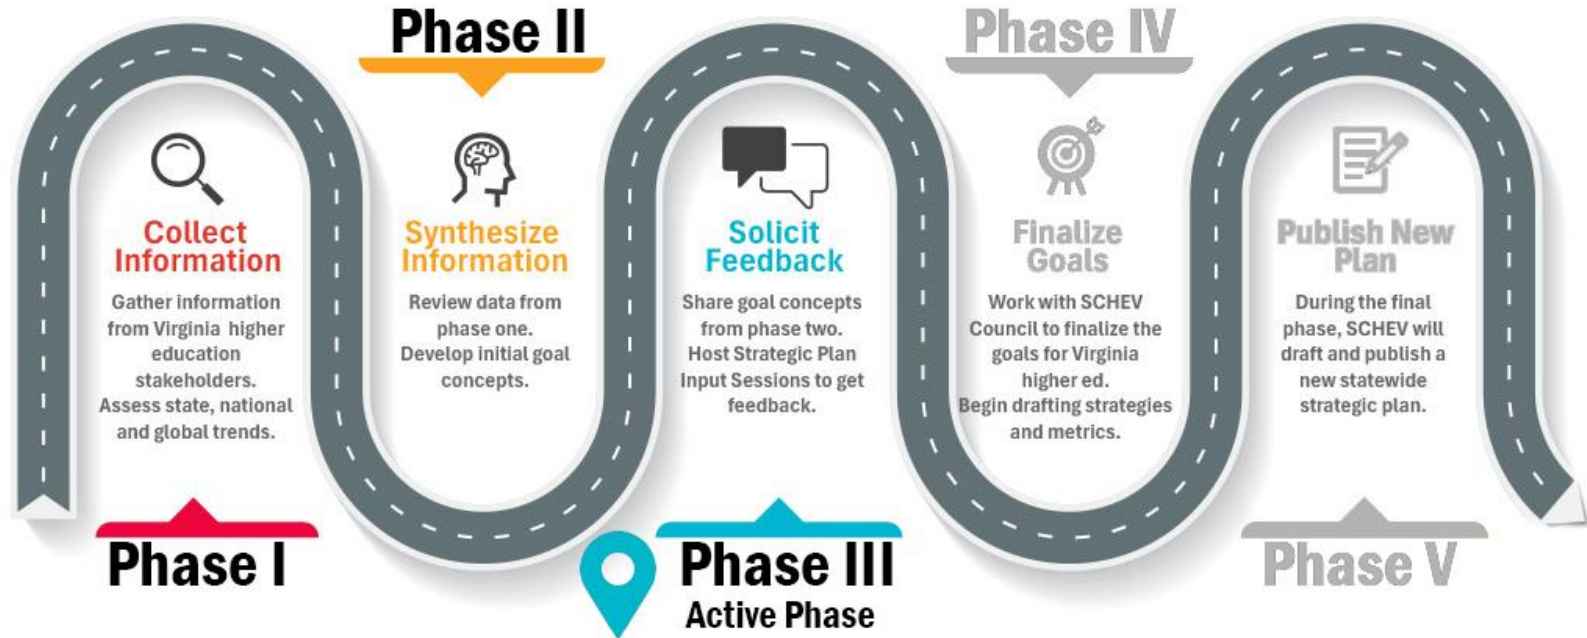 Phase I
Collect
Information
Gather information
from Virginia higher
education
stakeholders.
Assess state, national
and global trends.
Phase II
Synthesize
Information
Review data from
phase one.
Develop initial goal
concepts.
Phase III
Active Phase
Solicit
Feedback
Share goal concepts
from phase two.
Host Strategic Plan
Input Sessions to get
feedback.
Phase IV
Finalize
Goals
Work with SCHEV
Council to finalize the
goals for Virginia
higher ed.
Begin drafting strategies
and metrics.
Phase V
Publish New
Plan
During the final
phase, SCHEV will
draft and publish a
new statewide
strategic plan.